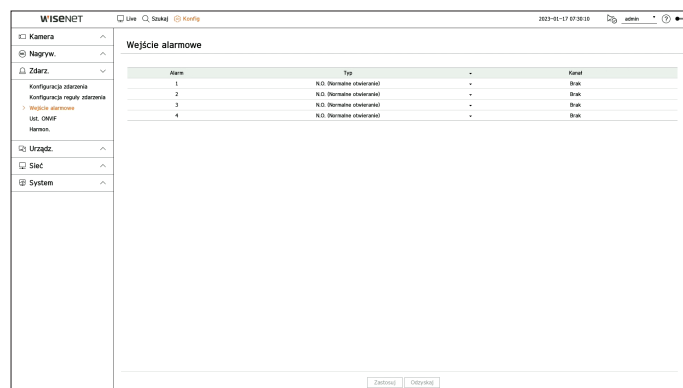 WISENET
Live Szukaj Konfig 2023-01-17 07:30:10 admin ?
Kamera
Nagryw.
Zdarz.
Konfiguracja zdarzenia
Konfiguracja reguły zdarzenia
> Wejście alarmowe
Ust. ONVIF
Harmon.
Urządz.
Sieć
System
Wejście alarmowe
Alarm Typ Kanał
1 N.O. (Normalne otwieranie) Brak
2 N.O. (Normalne otwieranie) Brak
3 N.O. (Normalne otwieranie) Brak
4 N.O. (Normalne otwieranie) Brak
Zastosuj Odzyskaj